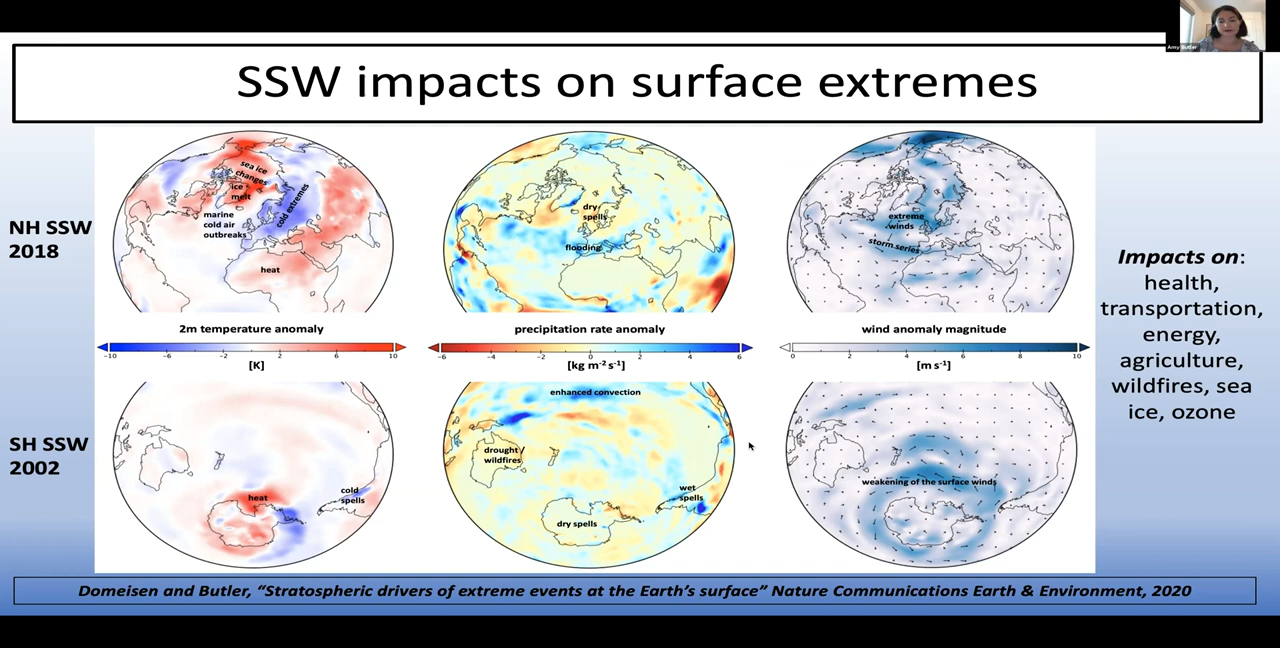 Amy Butler
SSW impacts on surface extremes
NH SSW
2018
sea ice
changes
ice
melt
cold extremes
marine
cold air
outbreaks
heat
dry
spells
flooding
extreme
winds
storm series
Impacts on:
health,
transportation,
energy,
agriculture,
wildfires, sea
ice, ozone
2m temperature anomaly
-10 -6 -2 2 6 10
[K]
precipitation rate anomaly
-6 -4 -2 0 2 4 6
[kg m-2 s-1]
wind anomaly magnitude
0 2 4 6 8 10
[m s-1]
SH SSW
2002
heat
cold
spells
enhanced convection
drought/
wildfires
wet
spells
dry spells
weakening of the surface winds
Domeisen and Butler, “Stratospheric drivers of extreme events at the Earth’s surface” Nature Communications Earth & Environment, 2020